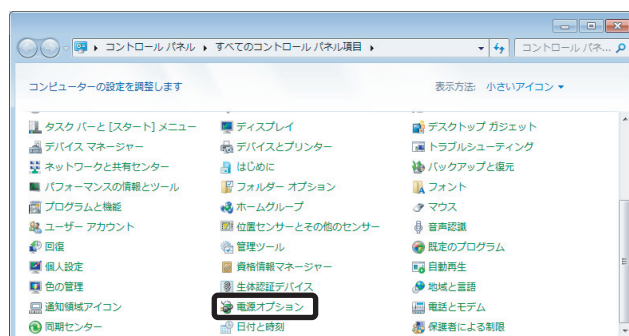 コントロール パネル ▸ すべてのコントロール パネル項目 ▸
コントロール パネ...
コンピューターの設定を調整します
表示方法: 小さいアイコン ▼
タスク バーと [スタート] メニュー ディスプレイ デスクトップ ガジェット
デバイス マネージャー デバイスとプリンター トラブルシューティング
ネットワークと共有センター はじめに バックアップと復元
パフォーマンスの情報とツール フォルダー オプション フォント
プログラムと機能 ホームグループ マウス
ユーザー アカウント 位置センサーとその他のセンサー 音声認識
回復 管理ツール 既定のプログラム
個人設定 資格情報マネージャー 自動再生
色の管理 生体認証デバイス 地域と言語
通知領域アイコン 電源オプション 電話とモデム
同期センター 日付と時刻 保護者による制限